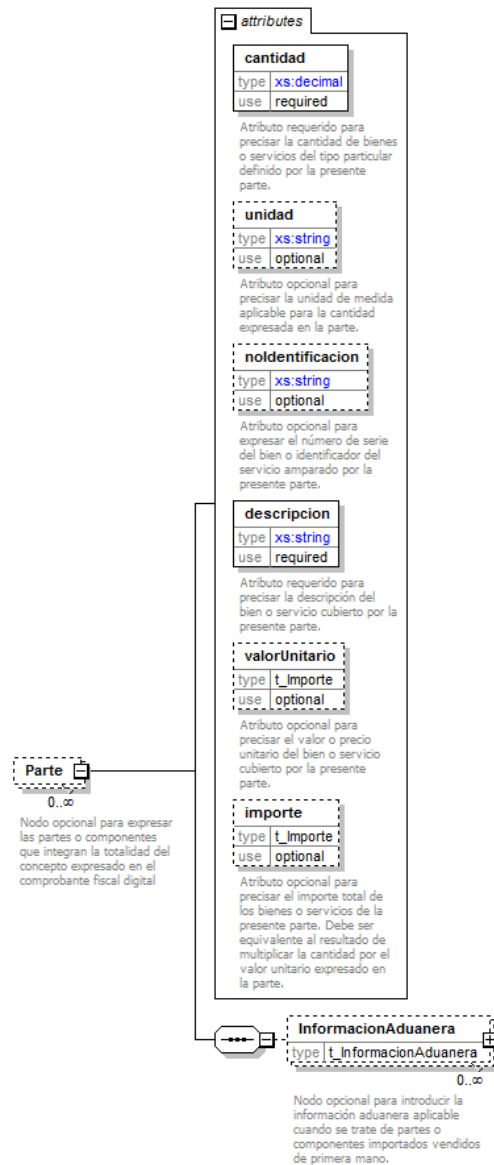 attributes
cantidad
type xs:decimal
use required
Atributo requerido para
precisar la cantidad de bienes
o servicios del tipo particular
definido por la presente
parte.
unidad
type xs:string
use optional
Atributo opcional para
precisar la unidad de medida
aplicable para la cantidad
expresada en la parte.
noIdentificacion
type xs:string
use optional
Atributo opcional para
expresar el número de serie
del bien o identificador del
servicio amparado por la
presente parte.
descripcion
type xs:string
use required
Atributo requerido para
precisar la descripción del
bien o servicio cubierto por la
presente parte.
valorUnitario
type t_Importe
use optional
Atributo opcional para
precisar el valor o precio
unitario del bien o servicio
cubierto por la presente
parte.
importe
type t_Importe
use optional
Atributo opcional para
precisar el importe total de
los bienes o servicios de la
presente parte. Debe ser
equivalente al resultado de
multiplicar la cantidad por el
valor unitario expresado en
la parte.
Parte
0..∞
Nodo opcional para expresar
las partes o componentes
que integran la totalidad del
concepto expresado en el
comprobante fiscal digital
InformacionAduanera
type t_InformacionAduanera
0..∞
Nodo opcional para introducir la
información aduanera aplicable
cuando se trate de partes o
componentes importados vendidos
de primera mano.